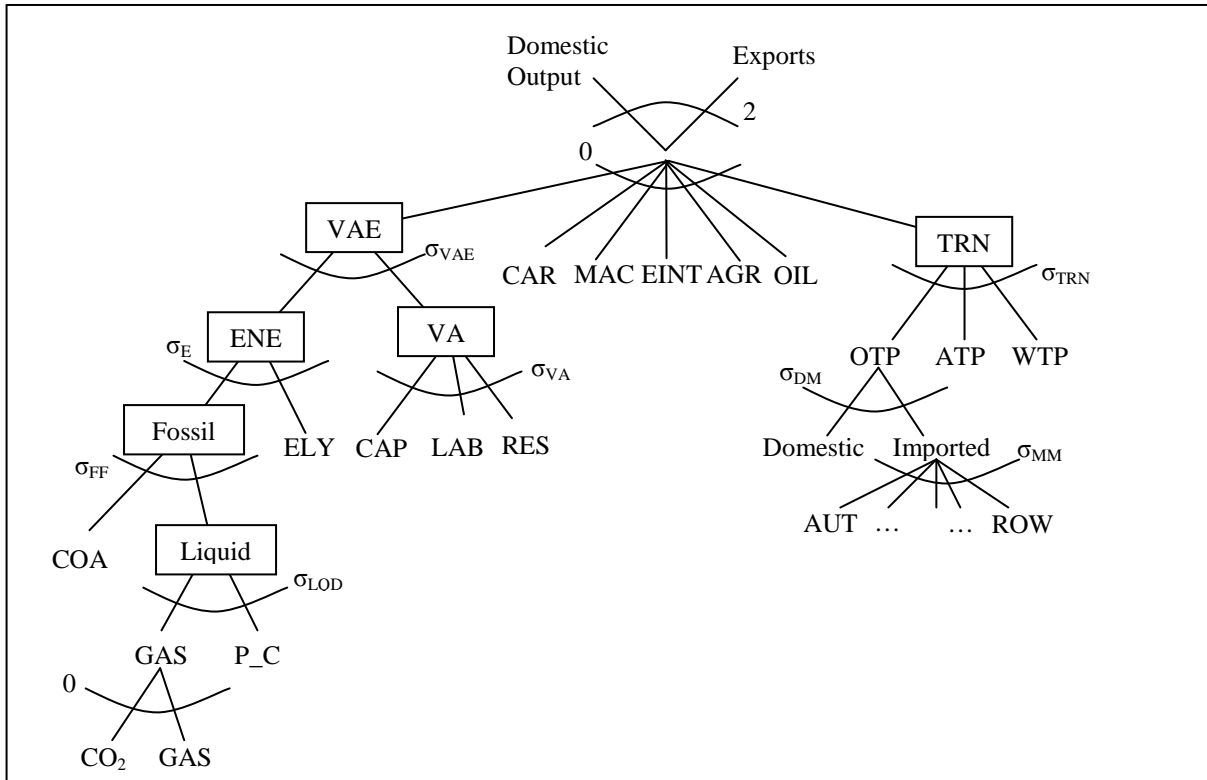 Domestic
Output
Exports
2
0
VAE
σVAE
CAR MAC EINT AGR OIL
TRN
σTRN
ENE
σE
VA
σVA
OTP ATP WTP
σDM
Fossil
σFF
ELY CAP LAB RES
Domestic Imported
σMM
COA
Liquid
σLQD
AUT … … ROW
GAS P_C
0
CO₂ GAS